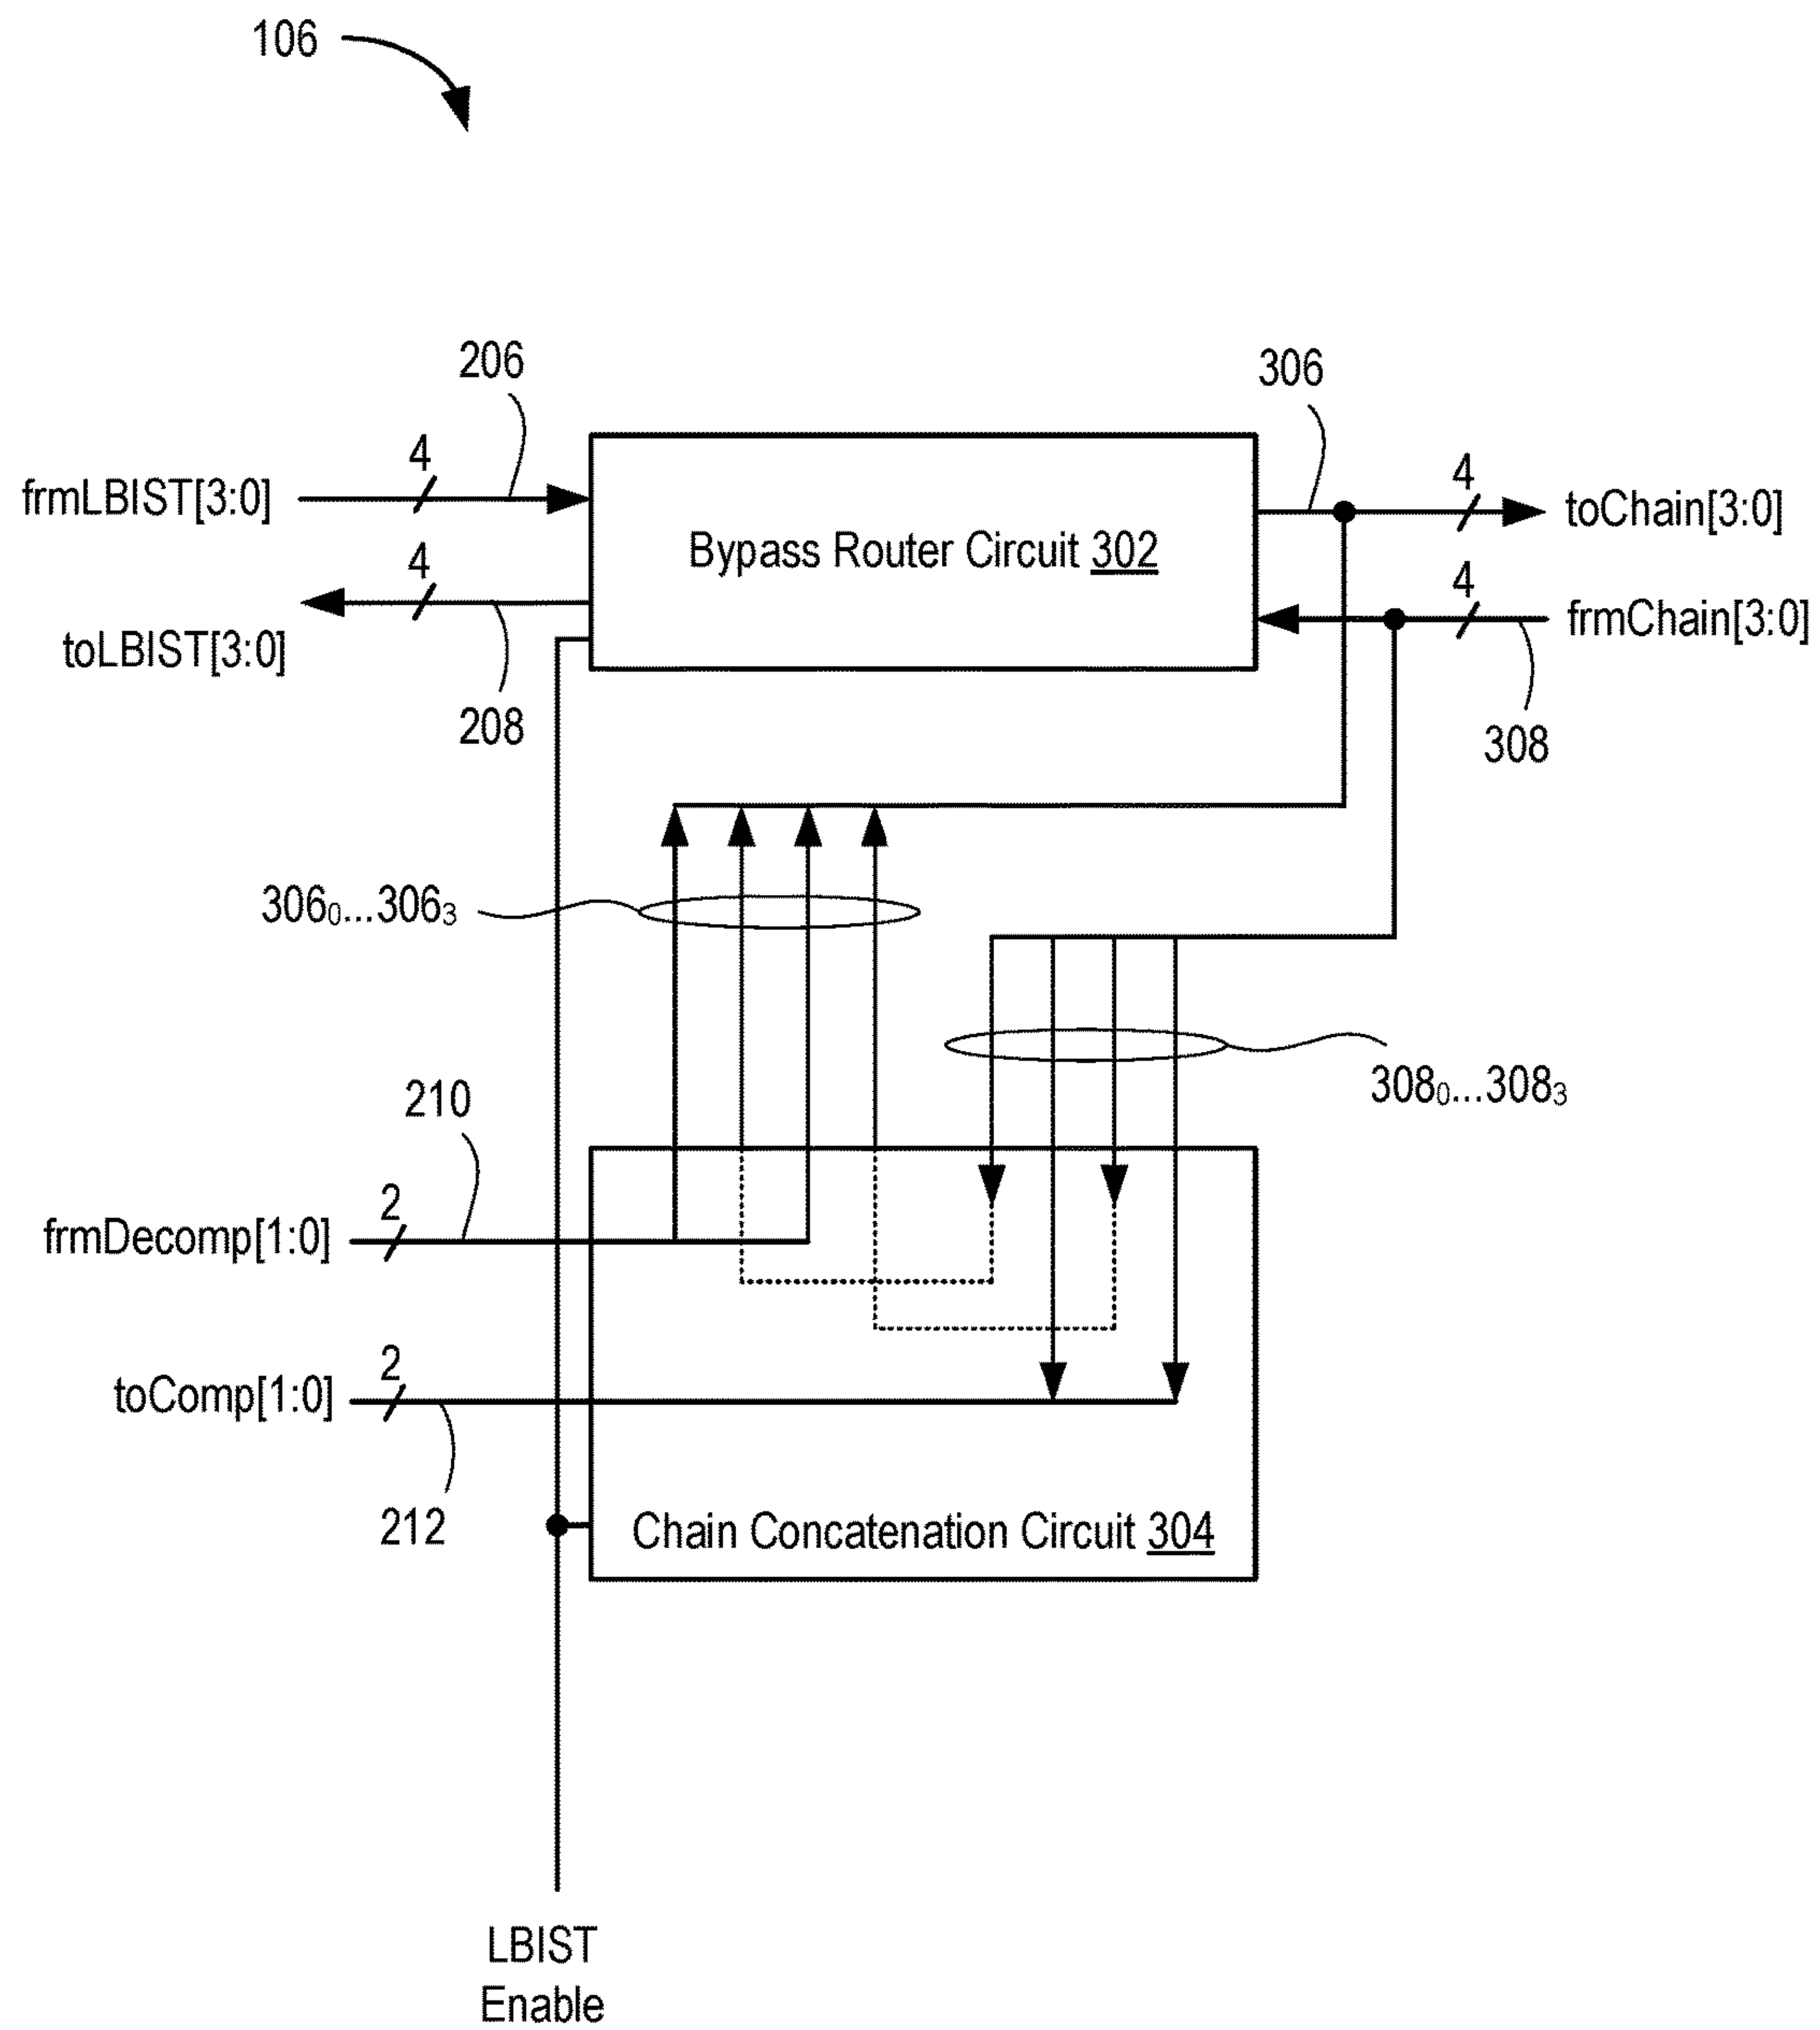 106
206
306
4
4
frmLBIST[3:0]
toChain[3:0]
Bypass Router Circuit 302
4
4
frmChain[3:0]
toLBIST[3:0]
208
308
306₀...306₃
308₀...308₃
210
2
frmDecomp[1:0]
2
toComp[1:0]
212
Chain Concatenation Circuit 304
LBIST
Enable